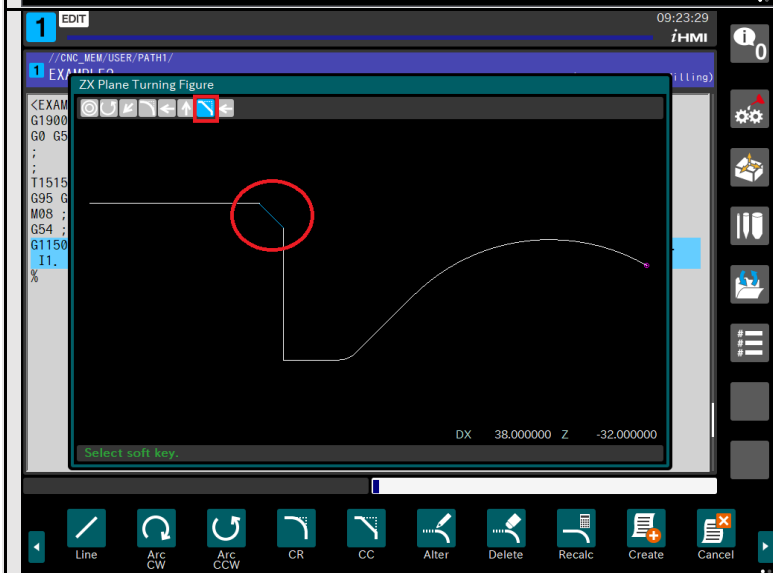 1 EDIT
09:23:29
iHMI
0
//CNC_MEM/USER/PATH1/
1
illing)
ZX Plane Turning Figure
<EXAM
G1900
G0 G5
;
;
T1515
G95 G
M08 ;
G54 ;
G1150
I1.
%
DX 38.000000 Z -32.000000
Select soft key.
Line
Arc CW
Arc CCW
CR
CC
Alter
Delete
Recalc
Create
Cancel